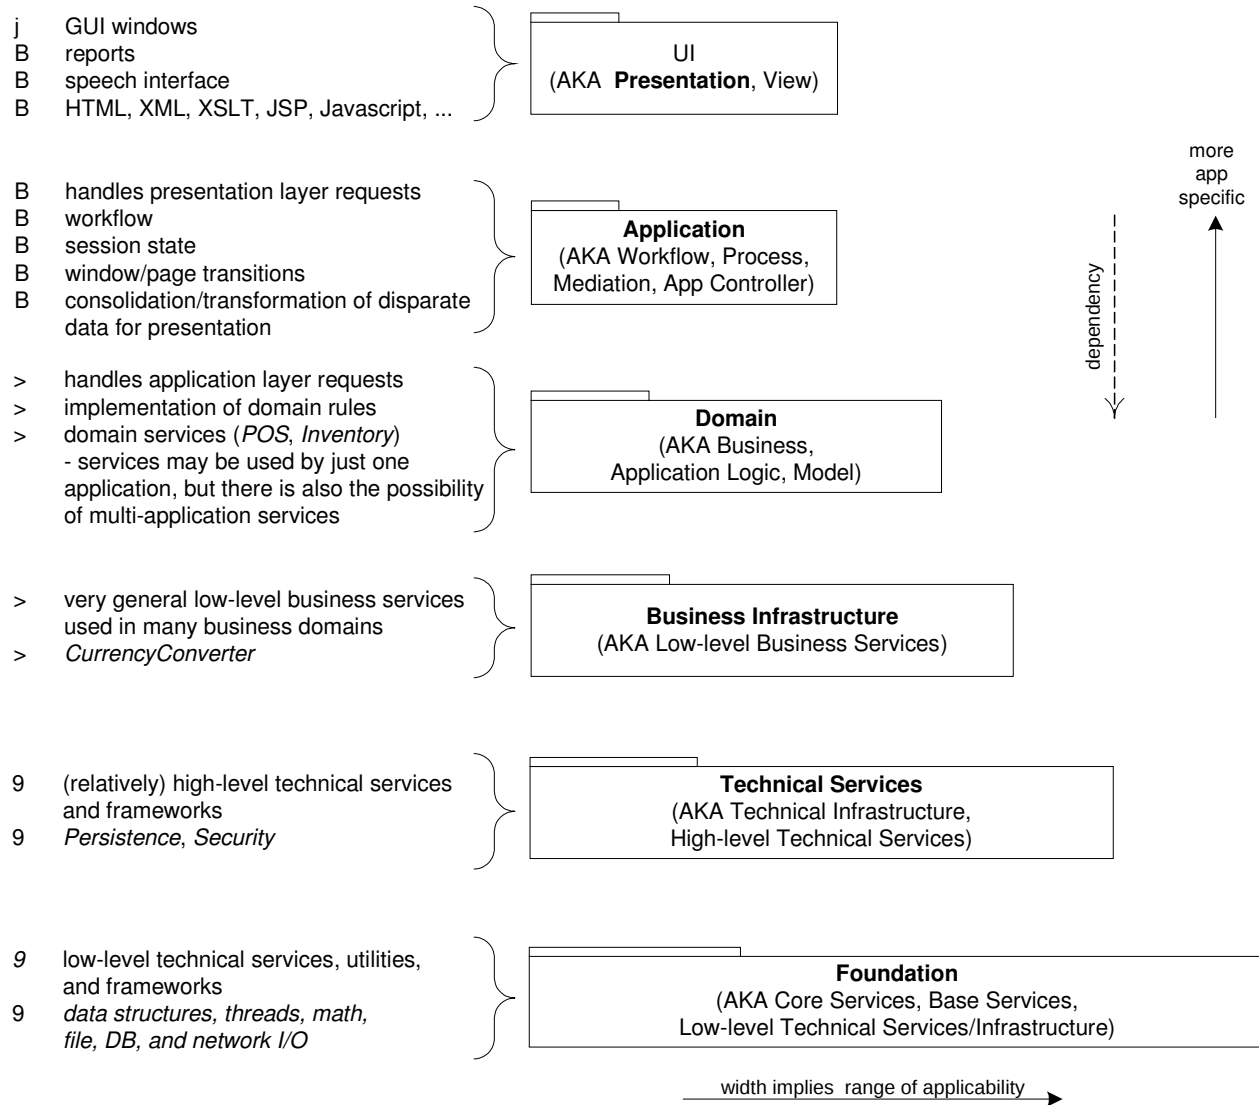 j GUI windows
B reports
B speech interface
B HTML, XML, XSLT, JSP, Javascript, ...
UI
(AKA Presentation, View)
B handles presentation layer requests
B workflow
B session state
B window/page transitions
B consolidation/transformation of disparate
data for presentation
Application
(AKA Workflow, Process,
Mediation, App Controller)
more
app
specific
dependency
> handles application layer requests
> implementation of domain rules
> domain services (POS, Inventory)
- services may be used by just one
application, but there is also the possibility
of multi-application services
Domain
(AKA Business,
Application Logic, Model)
> very general low-level business services
used in many business domains
> CurrencyConverter
Business Infrastructure
(AKA Low-level Business Services)
9 (relatively) high-level technical services
and frameworks
9 Persistence, Security
Technical Services
(AKA Technical Infrastructure,
High-level Technical Services)
9 low-level technical services, utilities,
and frameworks
9 data structures, threads, math,
file, DB, and network I/O
Foundation
(AKA Core Services, Base Services,
Low-level Technical Services/Infrastructure)
width implies range of applicability